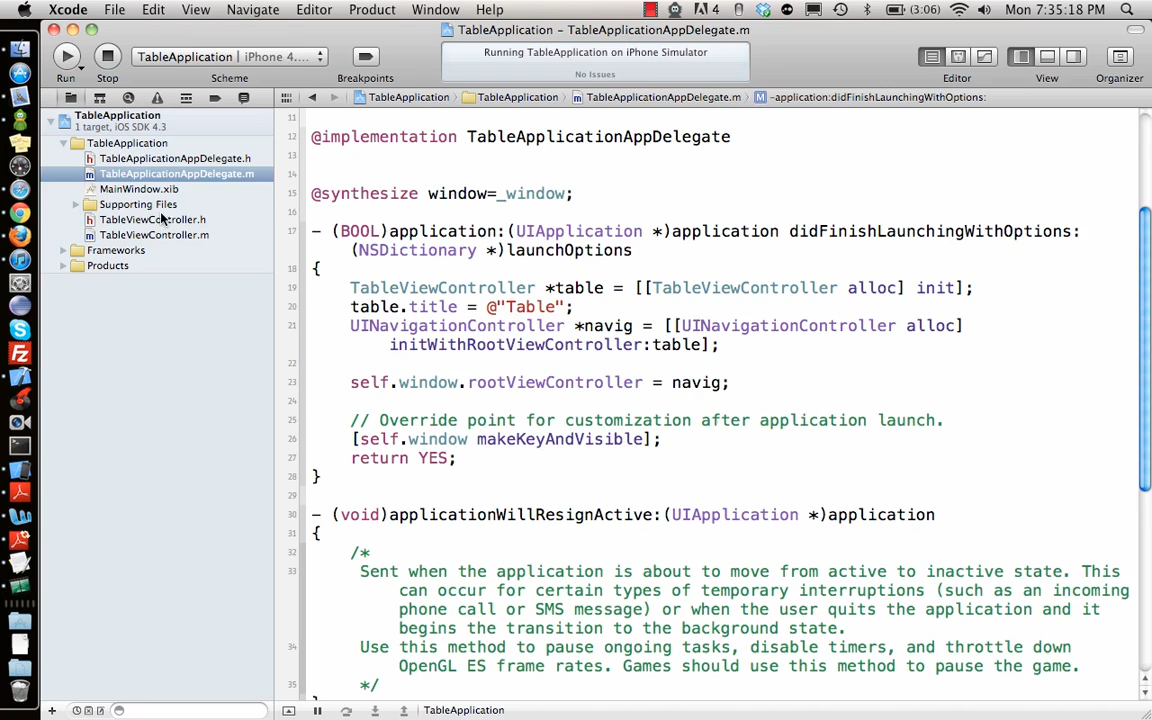 Xcode File Edit View Navigate Editor Product Window Help 4 (3:06) Mon 7:35:18 PM
TableApplication – TableApplicationAppDelegate.m
TableApplication iPhone 4....
Running TableApplication on iPhone Simulator
No Issues
Run Stop Scheme Breakpoints Editor View Organizer
TableApplication TableApplication TableApplicationAppDelegate.m M -application:didFinishLaunchingWithOptions:
TableApplication
1 target, iOS SDK 4.3
TableApplication
h TableApplicationAppDelegate.h
m TableApplicationAppDelegate.m
MainWindow.xib
Supporting Files
h TableViewController.h
m TableViewController.m
Frameworks
Products
11
12 @implementation TableApplicationAppDelegate
13
14
15 @synthesize window=_window;
16
17 – (BOOL)application:(UIApplication *)application didFinishLaunchingWithOptions:
(NSDictionary *)launchOptions
18 {
19 TableViewController *table = [[TableViewController alloc] init];
20 table.title = @"Table";
21 UINavigationController *navig = [[UINavigationController alloc]
initWithRootViewController:table];
22
23 self.window.rootViewController = navig;
24
25 // Override point for customization after application launch.
26 [self.window makeKeyAndVisible];
27 return YES;
28 }
29
30 – (void)applicationWillResignActive:(UIApplication *)application
31 {
32 /*
33 Sent when the application is about to move from active to inactive state. This
can occur for certain types of temporary interruptions (such as an incoming
phone call or SMS message) or when the user quits the application and it
begins the transition to the background state.
34 Use this method to pause ongoing tasks, disable timers, and throttle down
OpenGL ES frame rates. Games should use this method to pause the game.
35 */
TableApplication